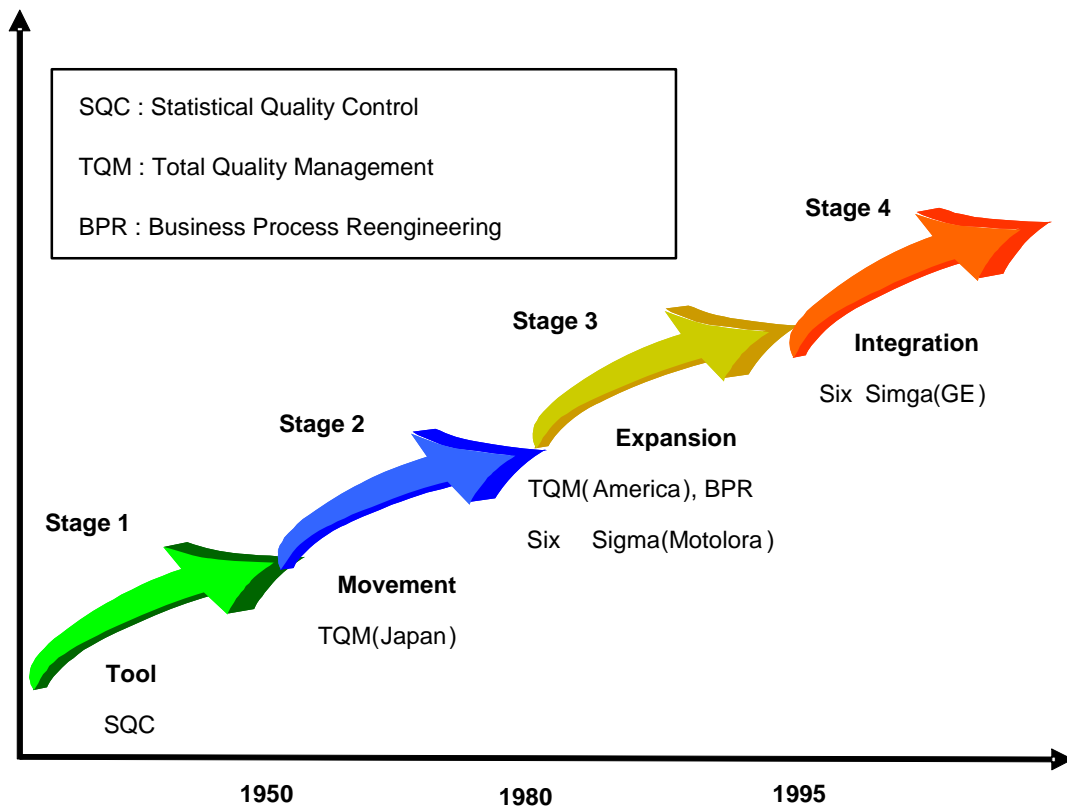 SQC : Statistical Quality Control
TQM : Total Quality Management
BPR : Business Process Reengineering
Stage 4
Integration
Six Simga(GE)
Stage 3
Expansion
TQM(America), BPR
Six Sigma(Motolora)
Stage 2
Movement
TQM(Japan)
Stage 1
Tool
SQC
1950 1980 1995